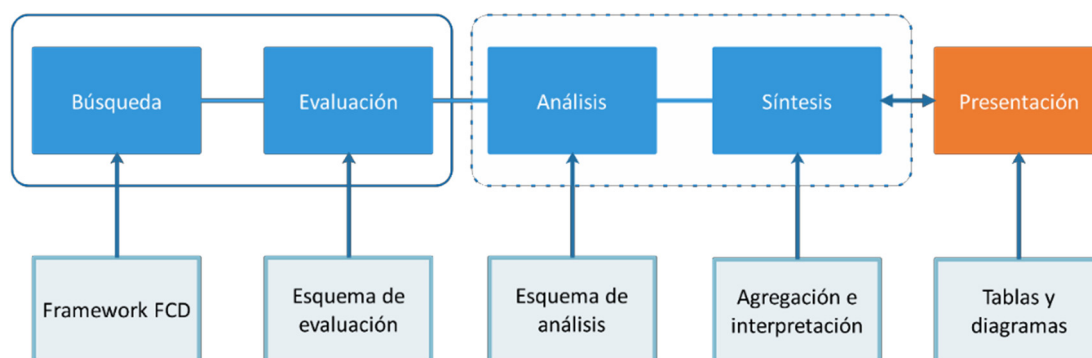 Búsqueda
Evaluación
Análisis
Síntesis
Presentación
Framework FCD
Esquema de
evaluación
Esquema de
análisis
Agregación e
interpretación
Tablas y
diagramas